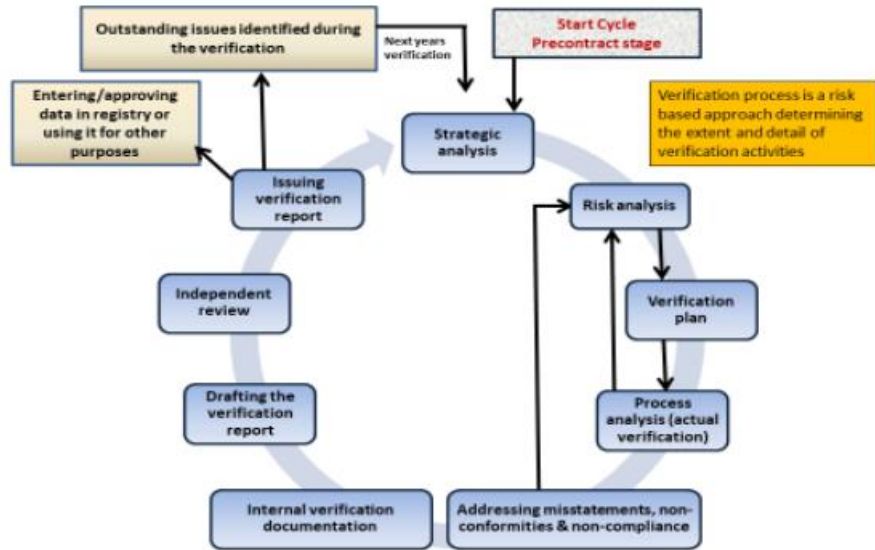 Outstanding issues identified during
the verification
Next years
verification
Start Cycle
Precontract stage
Entering/approving
data in registry or
using it for other
purposes
Verification process is a risk
based approach determining
the extent and detail of
verification activities
Strategic
analysis
Issuing
verification
report
Risk analysis
Independent
review
Verification
plan
Drafting the
verification
report
Process
analysis (actual
verification)
Internal verification
documentation
Addressing misstatements, non-
conformities & non-compliance